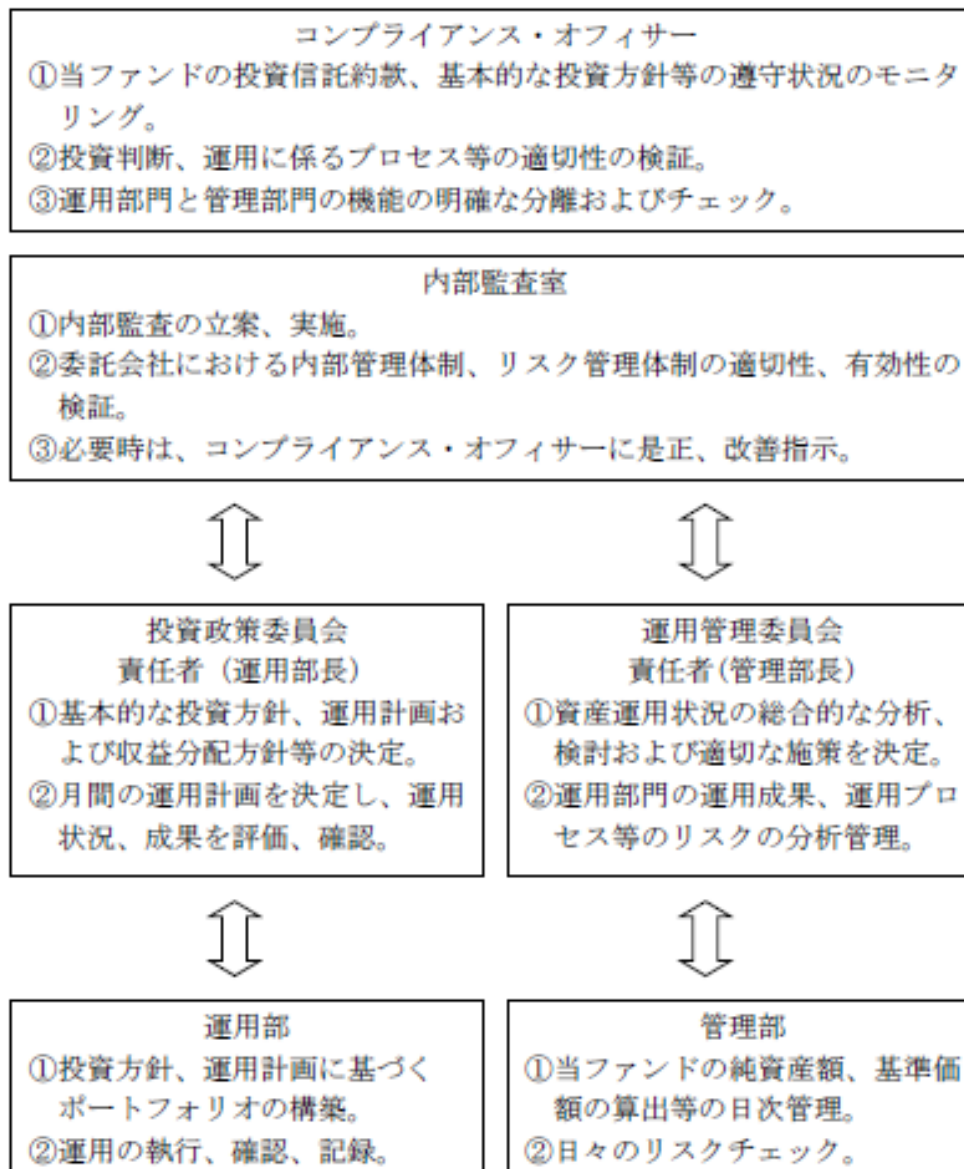 コンプライアンス・オフィサー
①当ファンドの投資信託約款、基本的な投資方針等の遵守状況のモニタ
リング。
②投資判断、運用に係るプロセス等の適切性の検証。
③運用部門と管理部門の機能の明確な分離およびチェック。
内部監査室
①内部監査の立案、実施。
②委託会社における内部管理体制、リスク管理体制の適切性、有効性の
検証。
③必要時は、コンプライアンス・オフィサーに是正、改善指示。
投資政策委員会
責任者（運用部長）
①基本的な投資方針、運用計画お
よび収益分配方針等の決定。
②月間の運用計画を決定し、運用
状況、成果を評価、確認。
運用管理委員会
責任者(管理部長)
①資産運用状況の総合的な分析、
検討および適切な施策を決定。
②運用部門の運用成果、運用プロ
セス等のリスクの分析管理。
運用部
①投資方針、運用計画に基づく
ポートフォリオの構築。
②運用の執行、確認、記録。
管理部
①当ファンドの純資産額、基準価
額の算出等の日次管理。
②日々のリスクチェック。